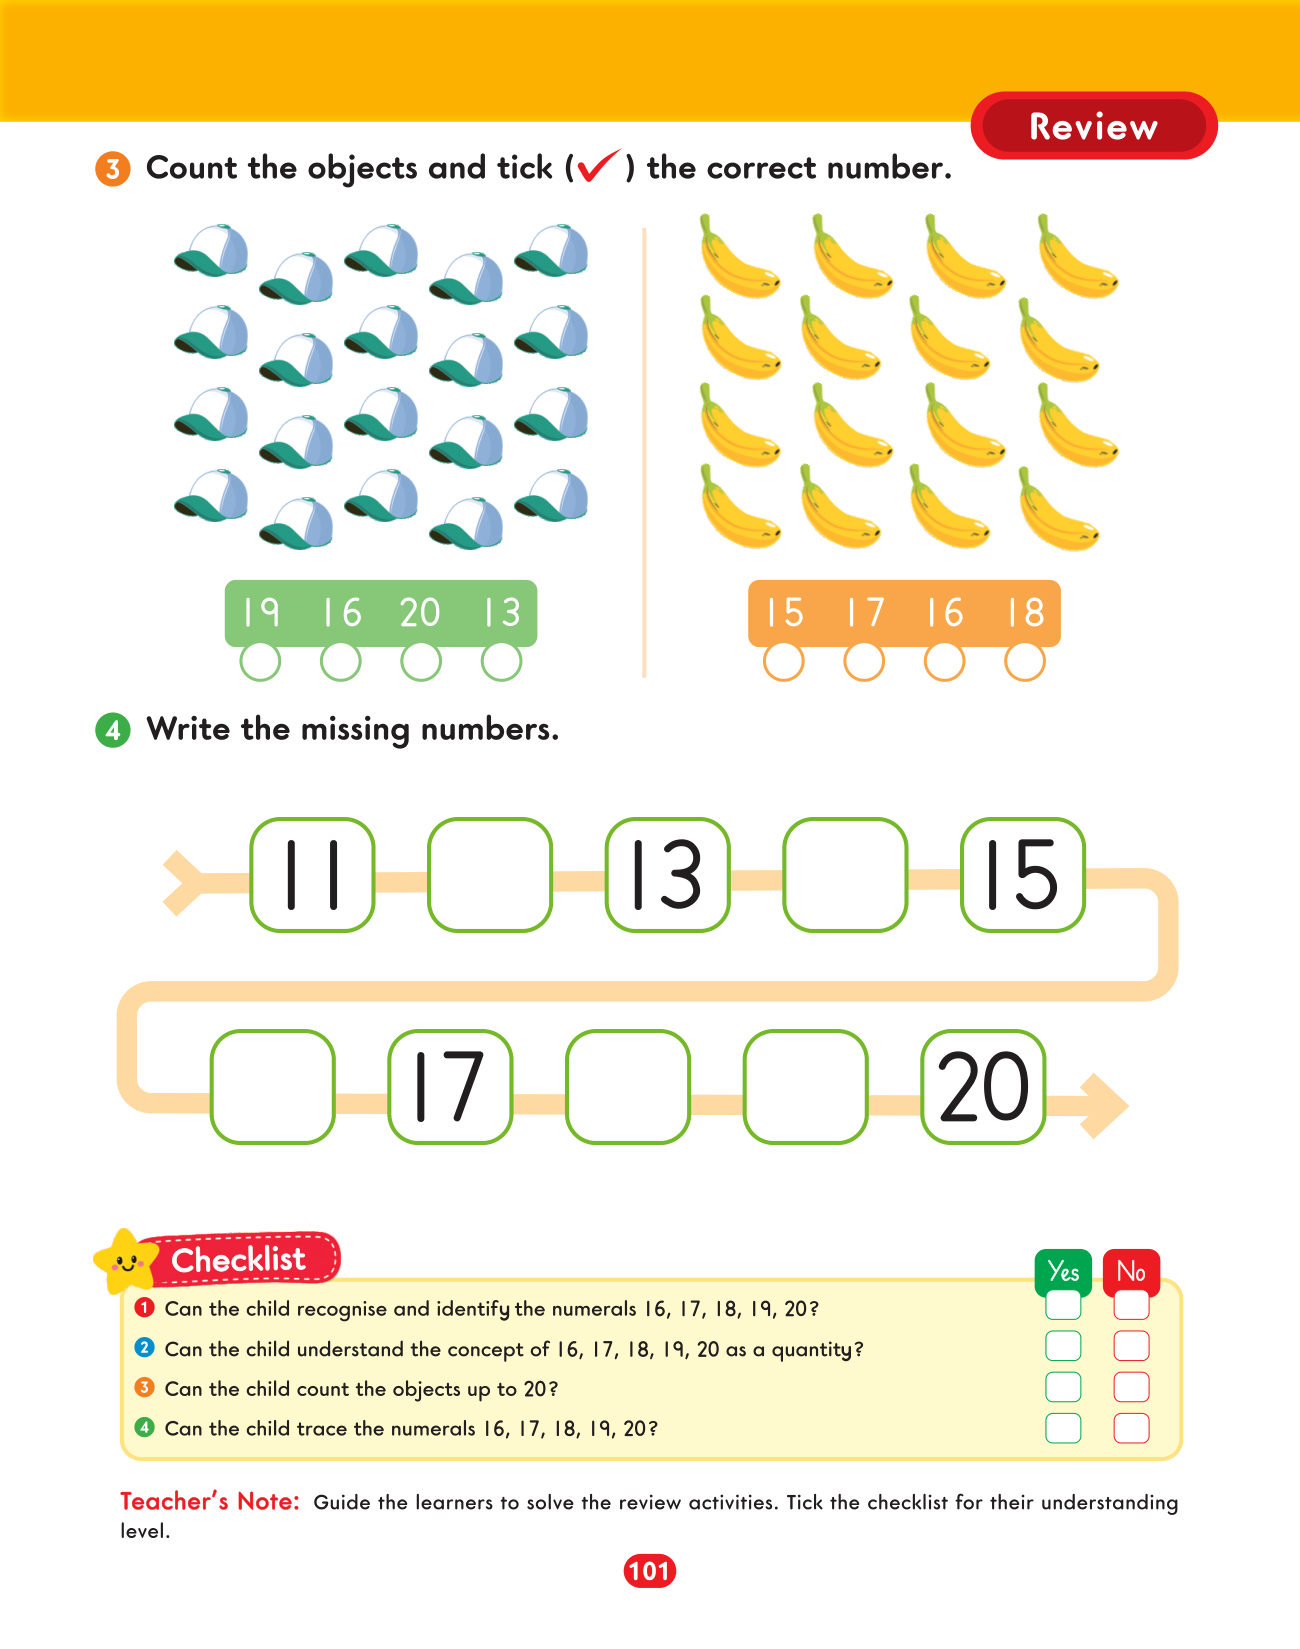 Review
3 Count the objects and tick ( ) the correct number.
19 16 20 13
15 17 16 18
4 Write the missing numbers.
11 13 15
17 20
Checklist
Yes No
1 Can the child recognise and identify the numerals 16, 17, 18, 19, 20?
2 Can the child understand the concept of 16, 17, 18, 19, 20 as a quantity?
3 Can the child count the objects up to 20?
4 Can the child trace the numerals 16, 17, 18, 19, 20?
Teacher's Note: Guide the learners to solve the review activities. Tick the checklist for their understanding
level.
101